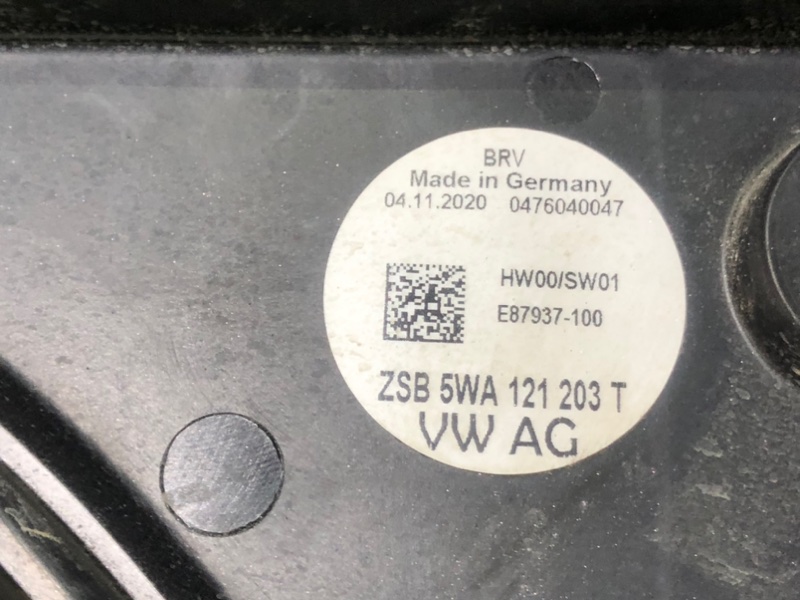 BRV
Made in Germany
04.11.2020 0476040047
HW00/SW01
E87937-100
ZSB 5WA 121 203 T
VW AG